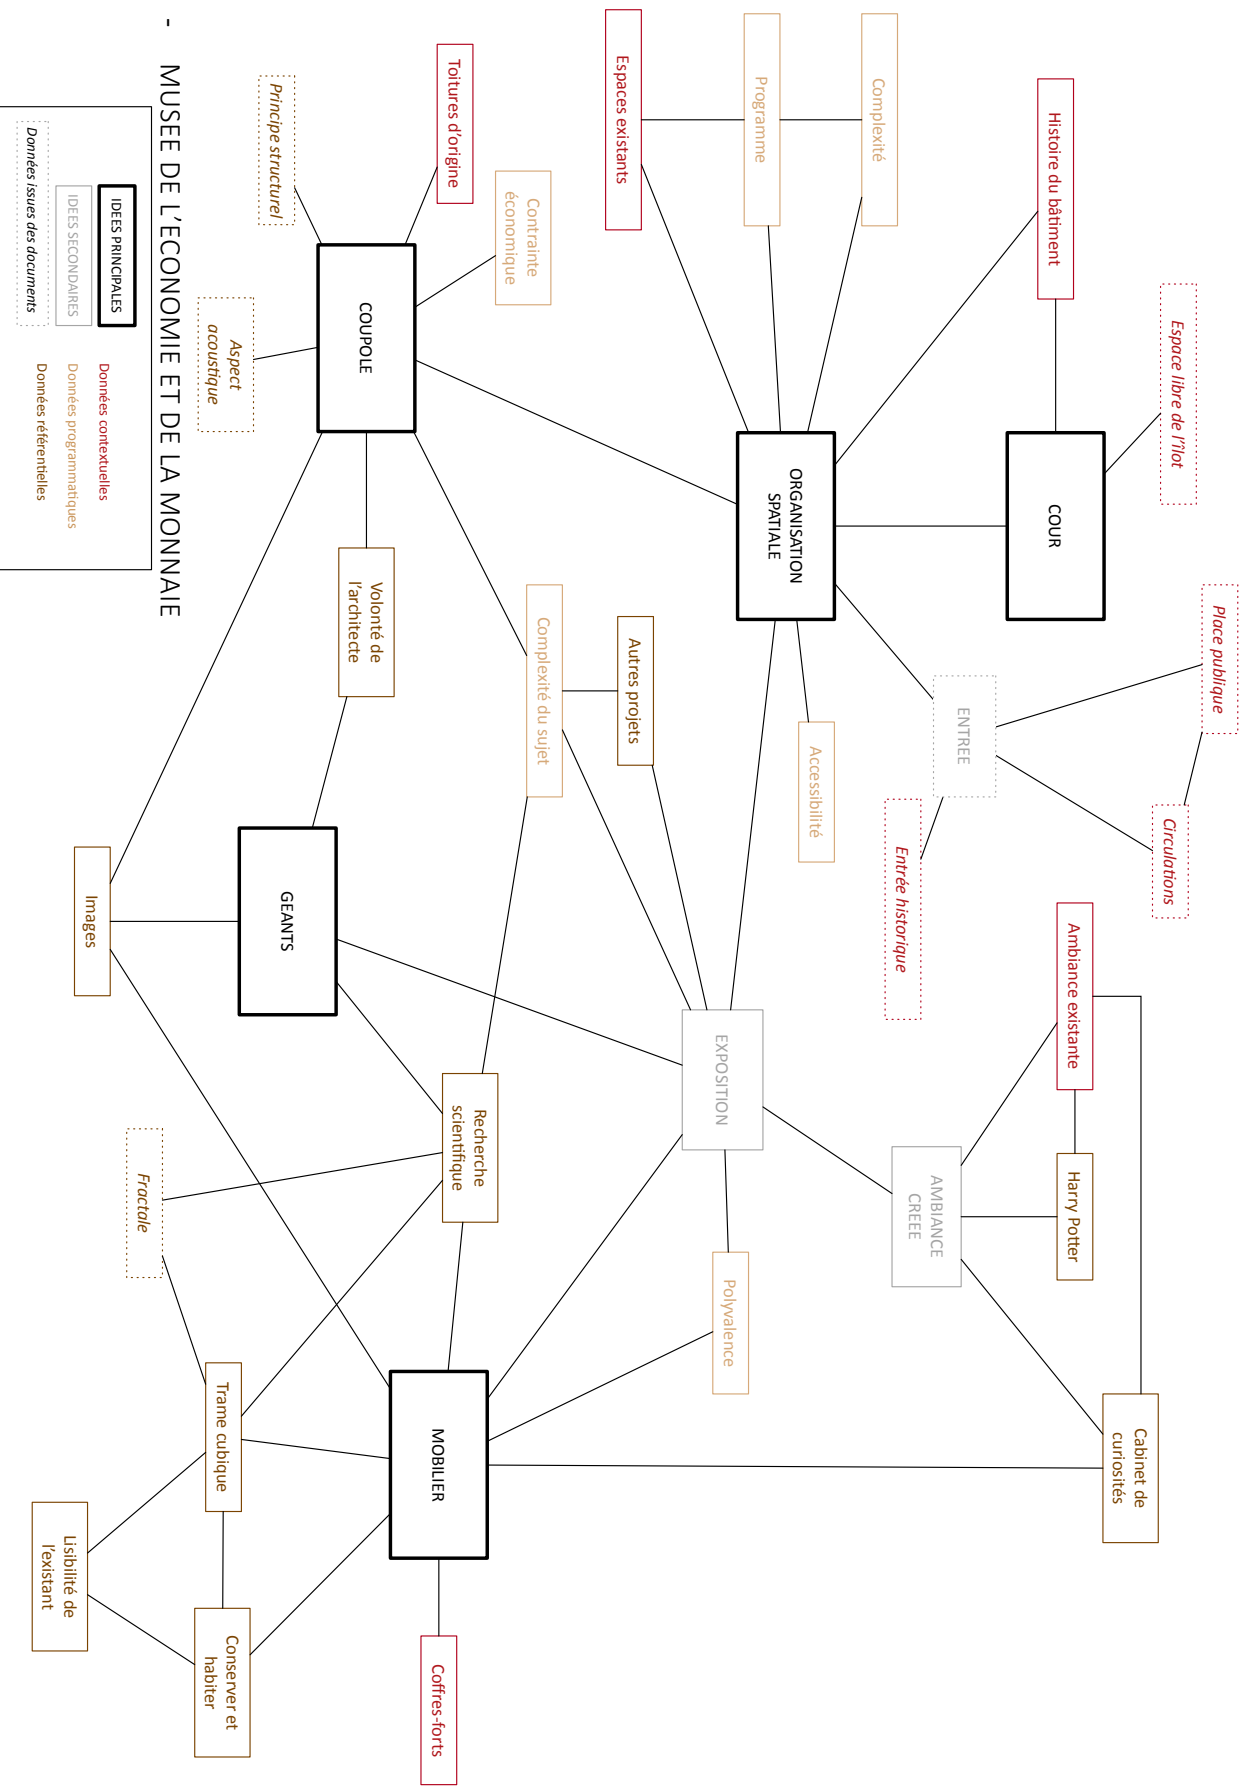 - MUSEE DE L'ECONOMIE ET DE LA MONNAIE
IDEES PRINCIPALES
IDEES SECONDAIRES
Données issues des documents
Données contextuelles
Données programmatiques
Données référentielles
Espace libre de l'îlot
Place publique
Circulations
Cabinet de
curiosités
Histoire du bâtiment
COUR
Ambiance existante
Harry Potter
ENTREE
Entrée historique
AMBIANCE
CREEE
Complexité
Programme
Espaces existants
ORGANISATION
SPATIALE
Accessibilité
EXPOSITION
Polyvalence
Autres projets
Contrainte
économique
Complexité du sujet
Toitures d'origine
Recherche
scientifique
MOBILIER
Coffres-forts
COUPOLE
Volonté de
l'architecte
Principe structurel
Aspect
acoustique
GEANTS
Trame cubique
Conserver et
habiter
Fractale
Images
Lisibilité de
l'existant